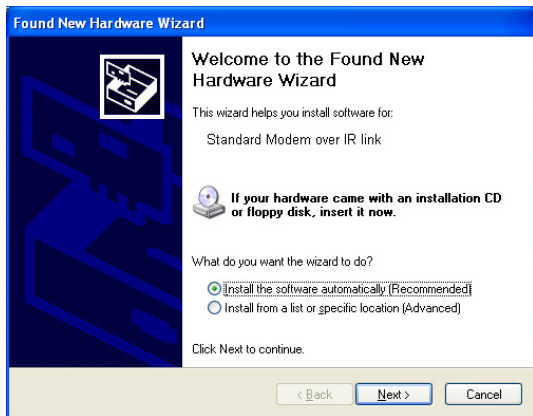 Found New Hardware Wizard
Welcome to the Found New
Hardware Wizard
This wizard helps you install software for:
Standard Modem over IR link
If your hardware came with an installation CD
or floppy disk, insert it now.
What do you want the wizard to do?
Install the software automatically (Recommended)
Install from a list or specific location (Advanced)
Click Next to continue.
< Back Next > Cancel